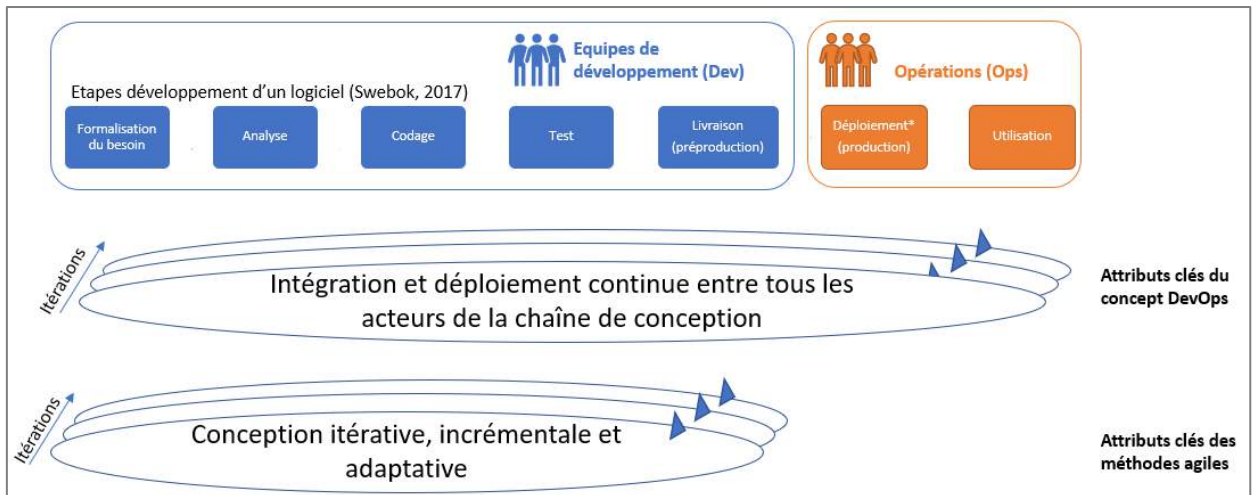 Equipes de
développement (Dev)
Opérations (Ops)
Etapes développement d'un logiciel (Swebok, 2017)
Formalisation
du besoin
Analyse
Codage
Test
Livraison
(préproduction)
Déploiement*
(production)
Utilisation
Itérations
Intégration et déploiement continue entre tous les
acteurs de la chaîne de conception
Attributs clés du
concept DevOps
Itérations
Conception itérative, incrémentale et
adaptative
Attributs clés des
méthodes agiles